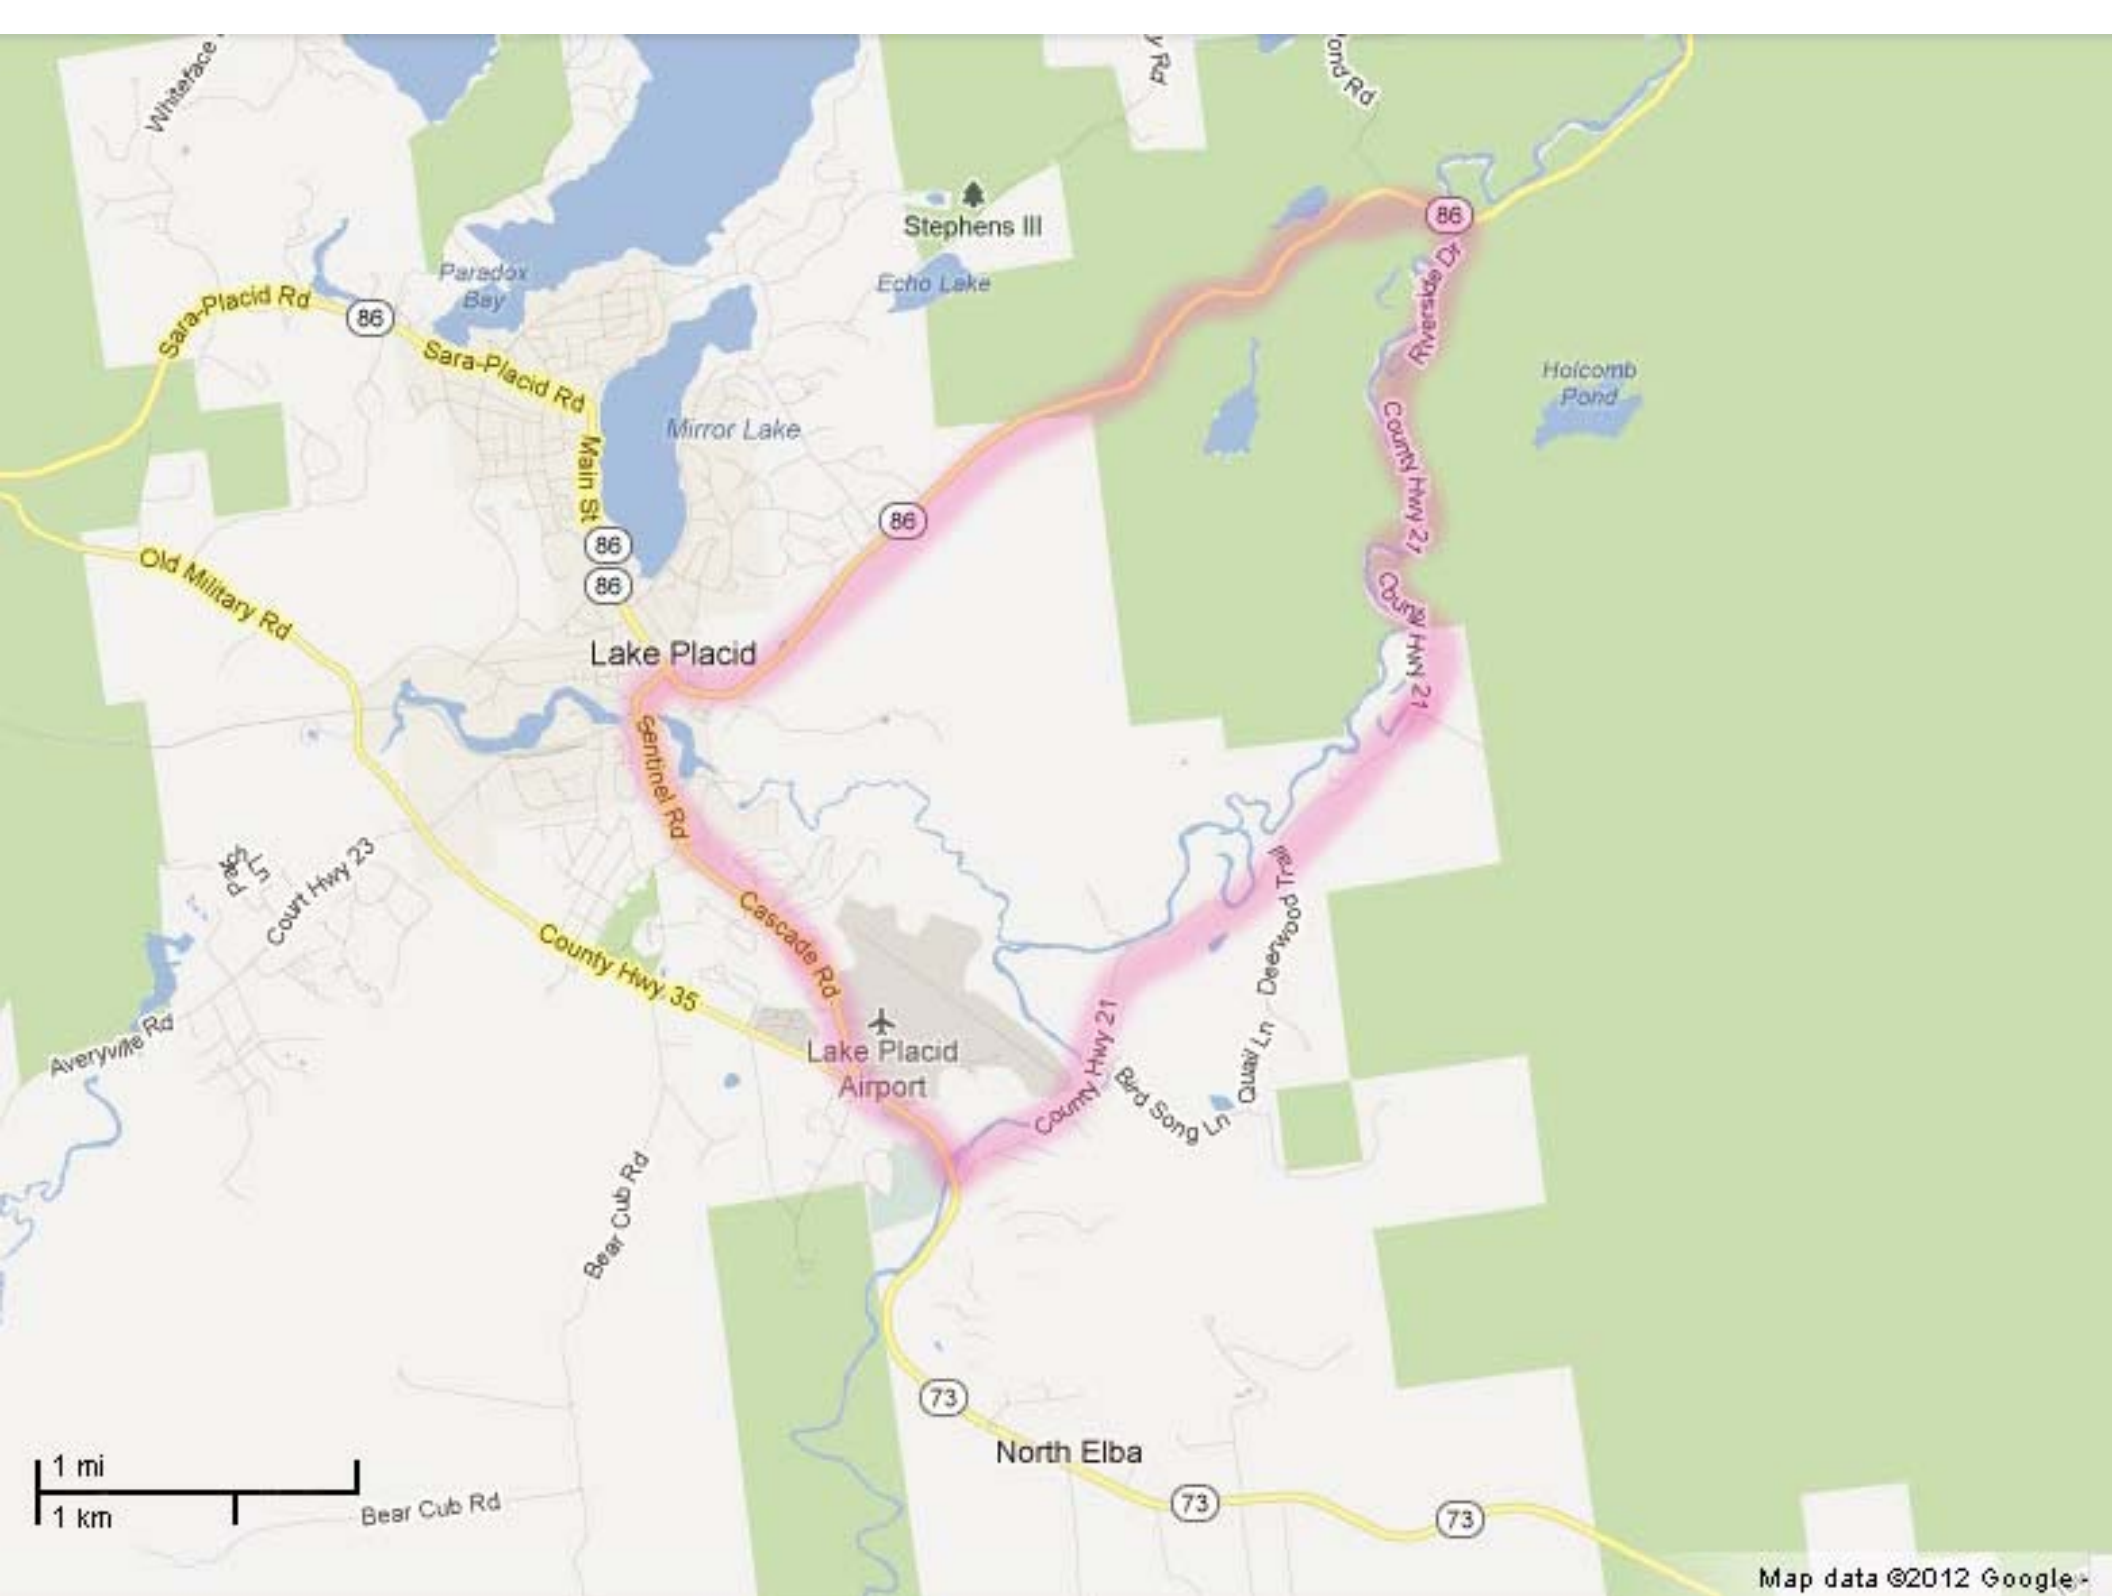 Whiteface
y Rd
ond Rd
Stephens III
86
Riverside Dr
Paradox
Bay
Echo Lake
Sara-Placid Rd
86
Sara-Placid Rd
Holcomb
Pond
Mirror Lake
Main St
County Hwy 21
86
86
86
Old Military Rd
County Hwy 21
Lake Placid
Sentinel Rd
Court Hwy 23
Ln
Deerwood Trail
Cascade Rd
County Hwy 35
Averyville Rd
Lake Placid
Airport
County Hwy 21
Quail Ln
Bird Song Ln
Bear Cub Rd
73
North Elba
73
73
1 mi
1 km
Bear Cub Rd
Map data ©2012 Google -